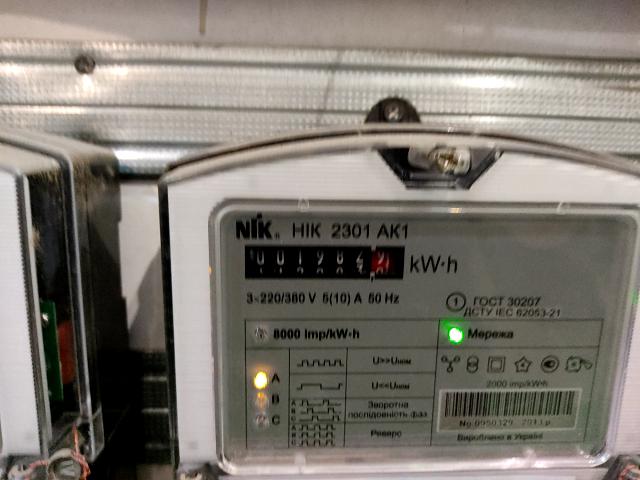 NIK НІК 2301 АК1
kW·h
3~220/380 V 5(10) A 50 Hz
1 ГОСТ 30207
ДСТУ IEC 62053-21
8000 imp/kW·h
Мережа
A
B
C
U>>Uном
U<<Uном
Зворотна
послідовність фаз
Реверс
2000 imp/kW·h
Вироблено в Україні